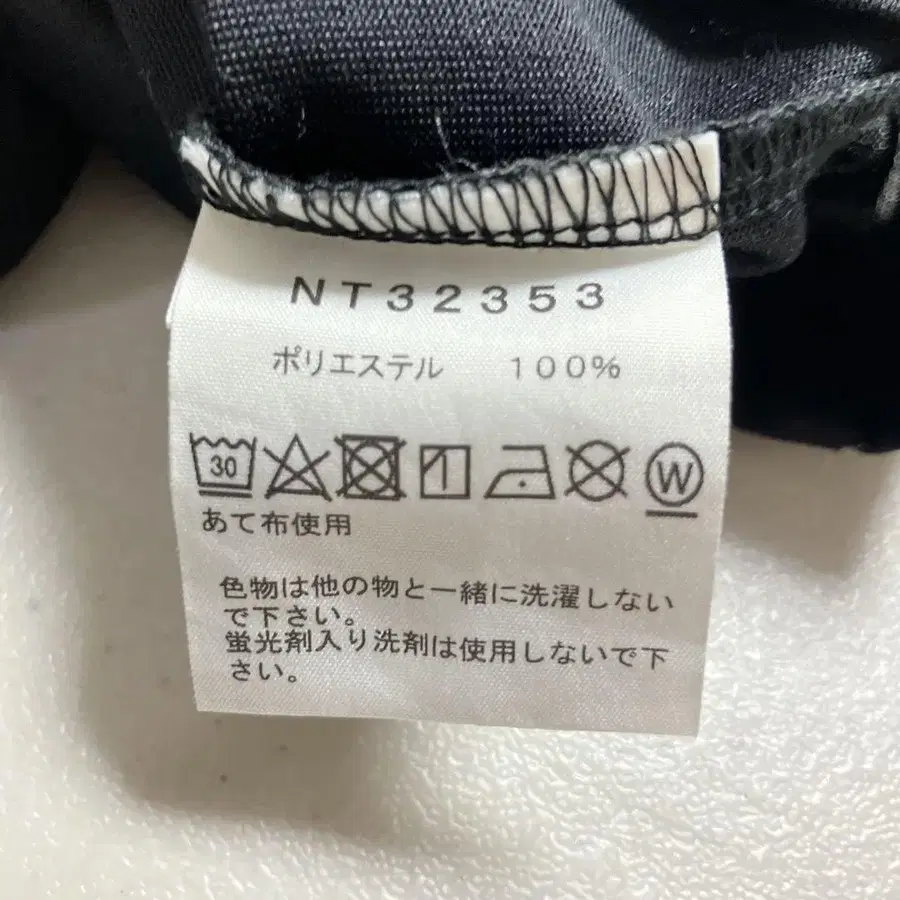 NT32353
ポリエステル 100%
30 W
あて布使用
色物は他の物と一緒に洗濯しない
で下さい。
蛍光剤入り洗剤は使用しないで下
さい。